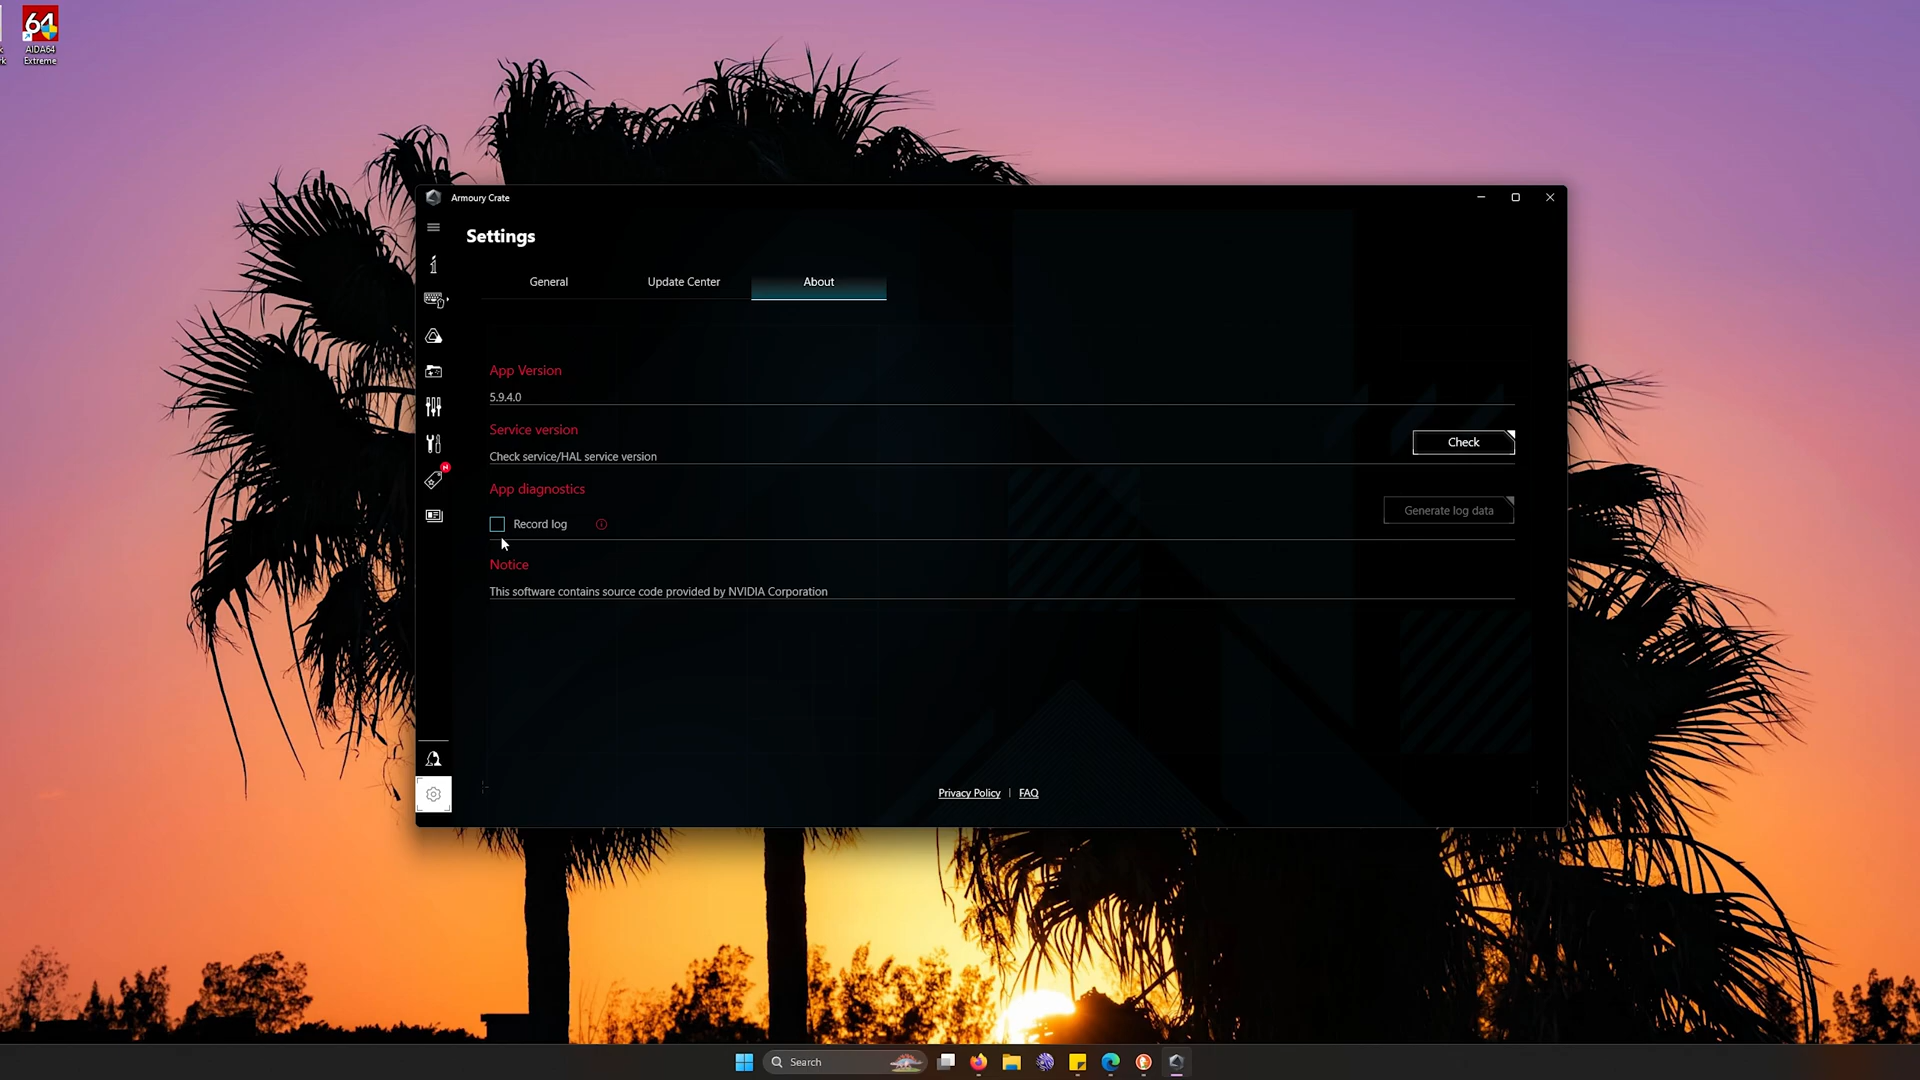 64
AIDA64
Extreme
Armoury Crate
Settings
General
Update Center
About
App Version
5.9.4.0
Service version
Check service/HAL service version
Check
App diagnostics
Record log
Generate log data
Notice
This software contains source code provided by NVIDIA Corporation
Privacy Policy | FAQ
Search